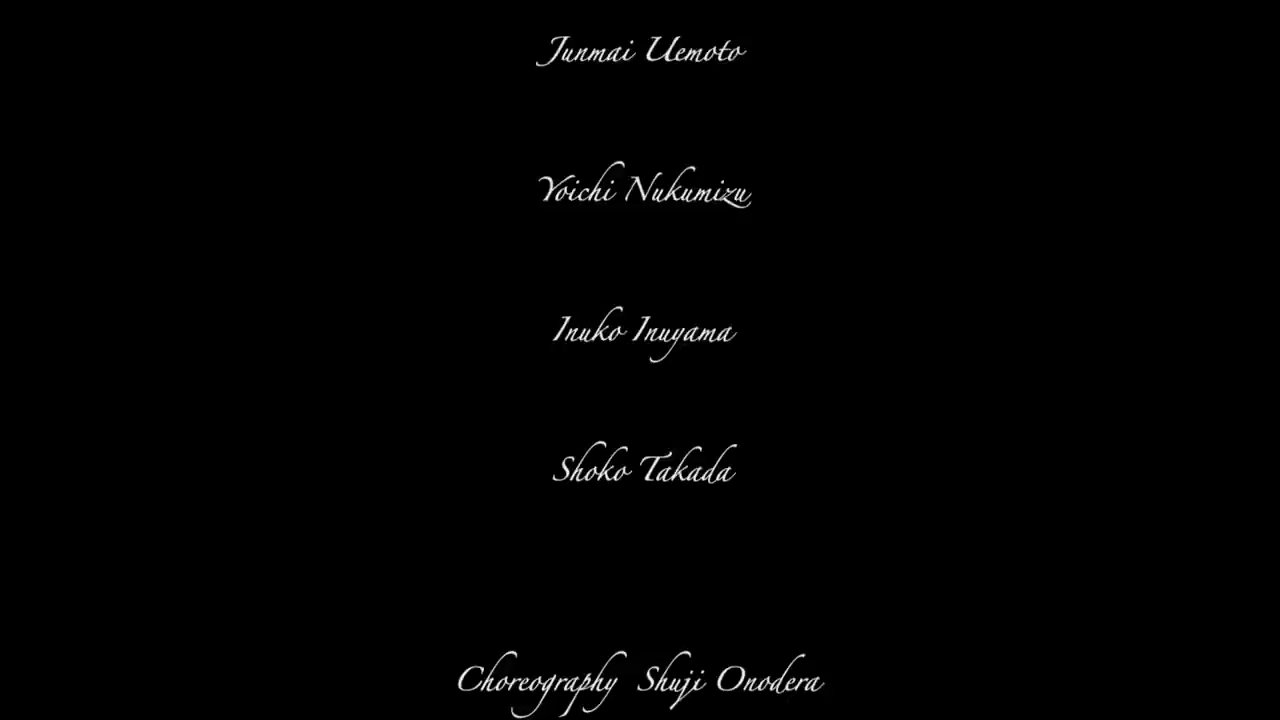 Junmai Uemoto
Yoichi Nukumizu
Inuko Inuyama
Shoko Takada
Choreography Shuji Onodera